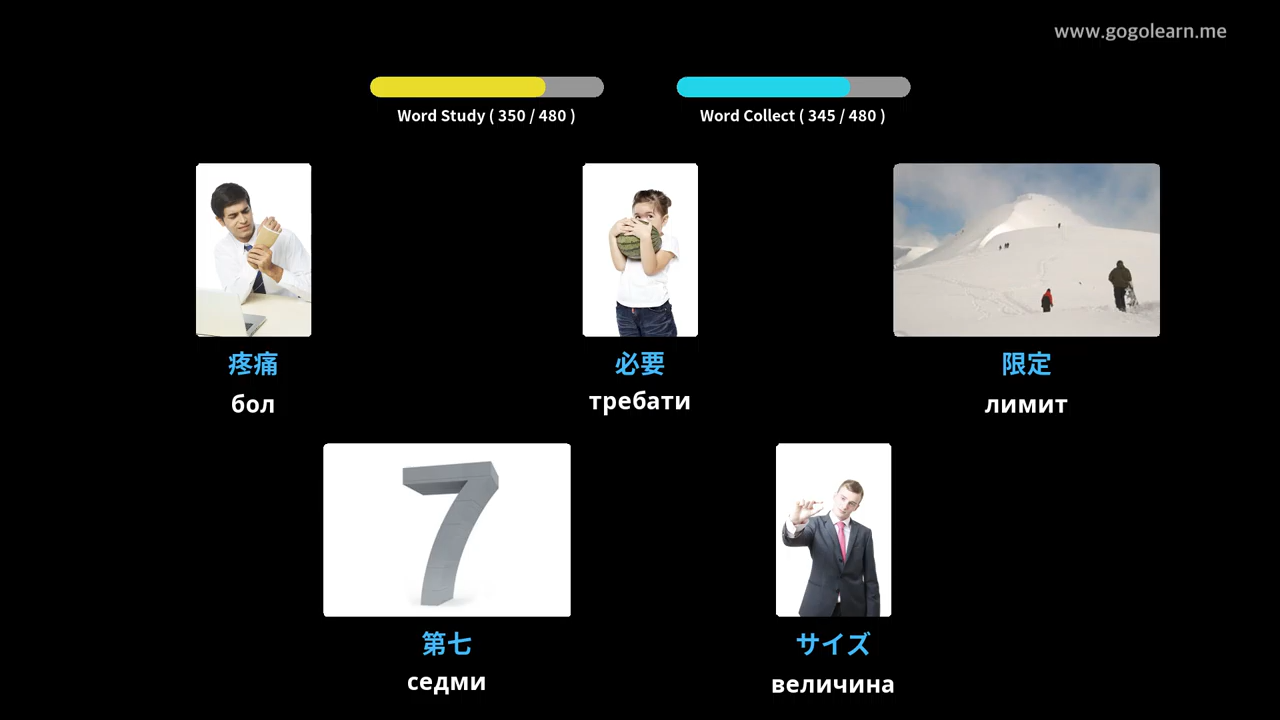 www.gogolearn.me
Word Study ( 350 / 480 )
Word Collect ( 345 / 480 )
疼痛
бол
必要
требати
限定
лимит
第七
седми
サイズ
величина